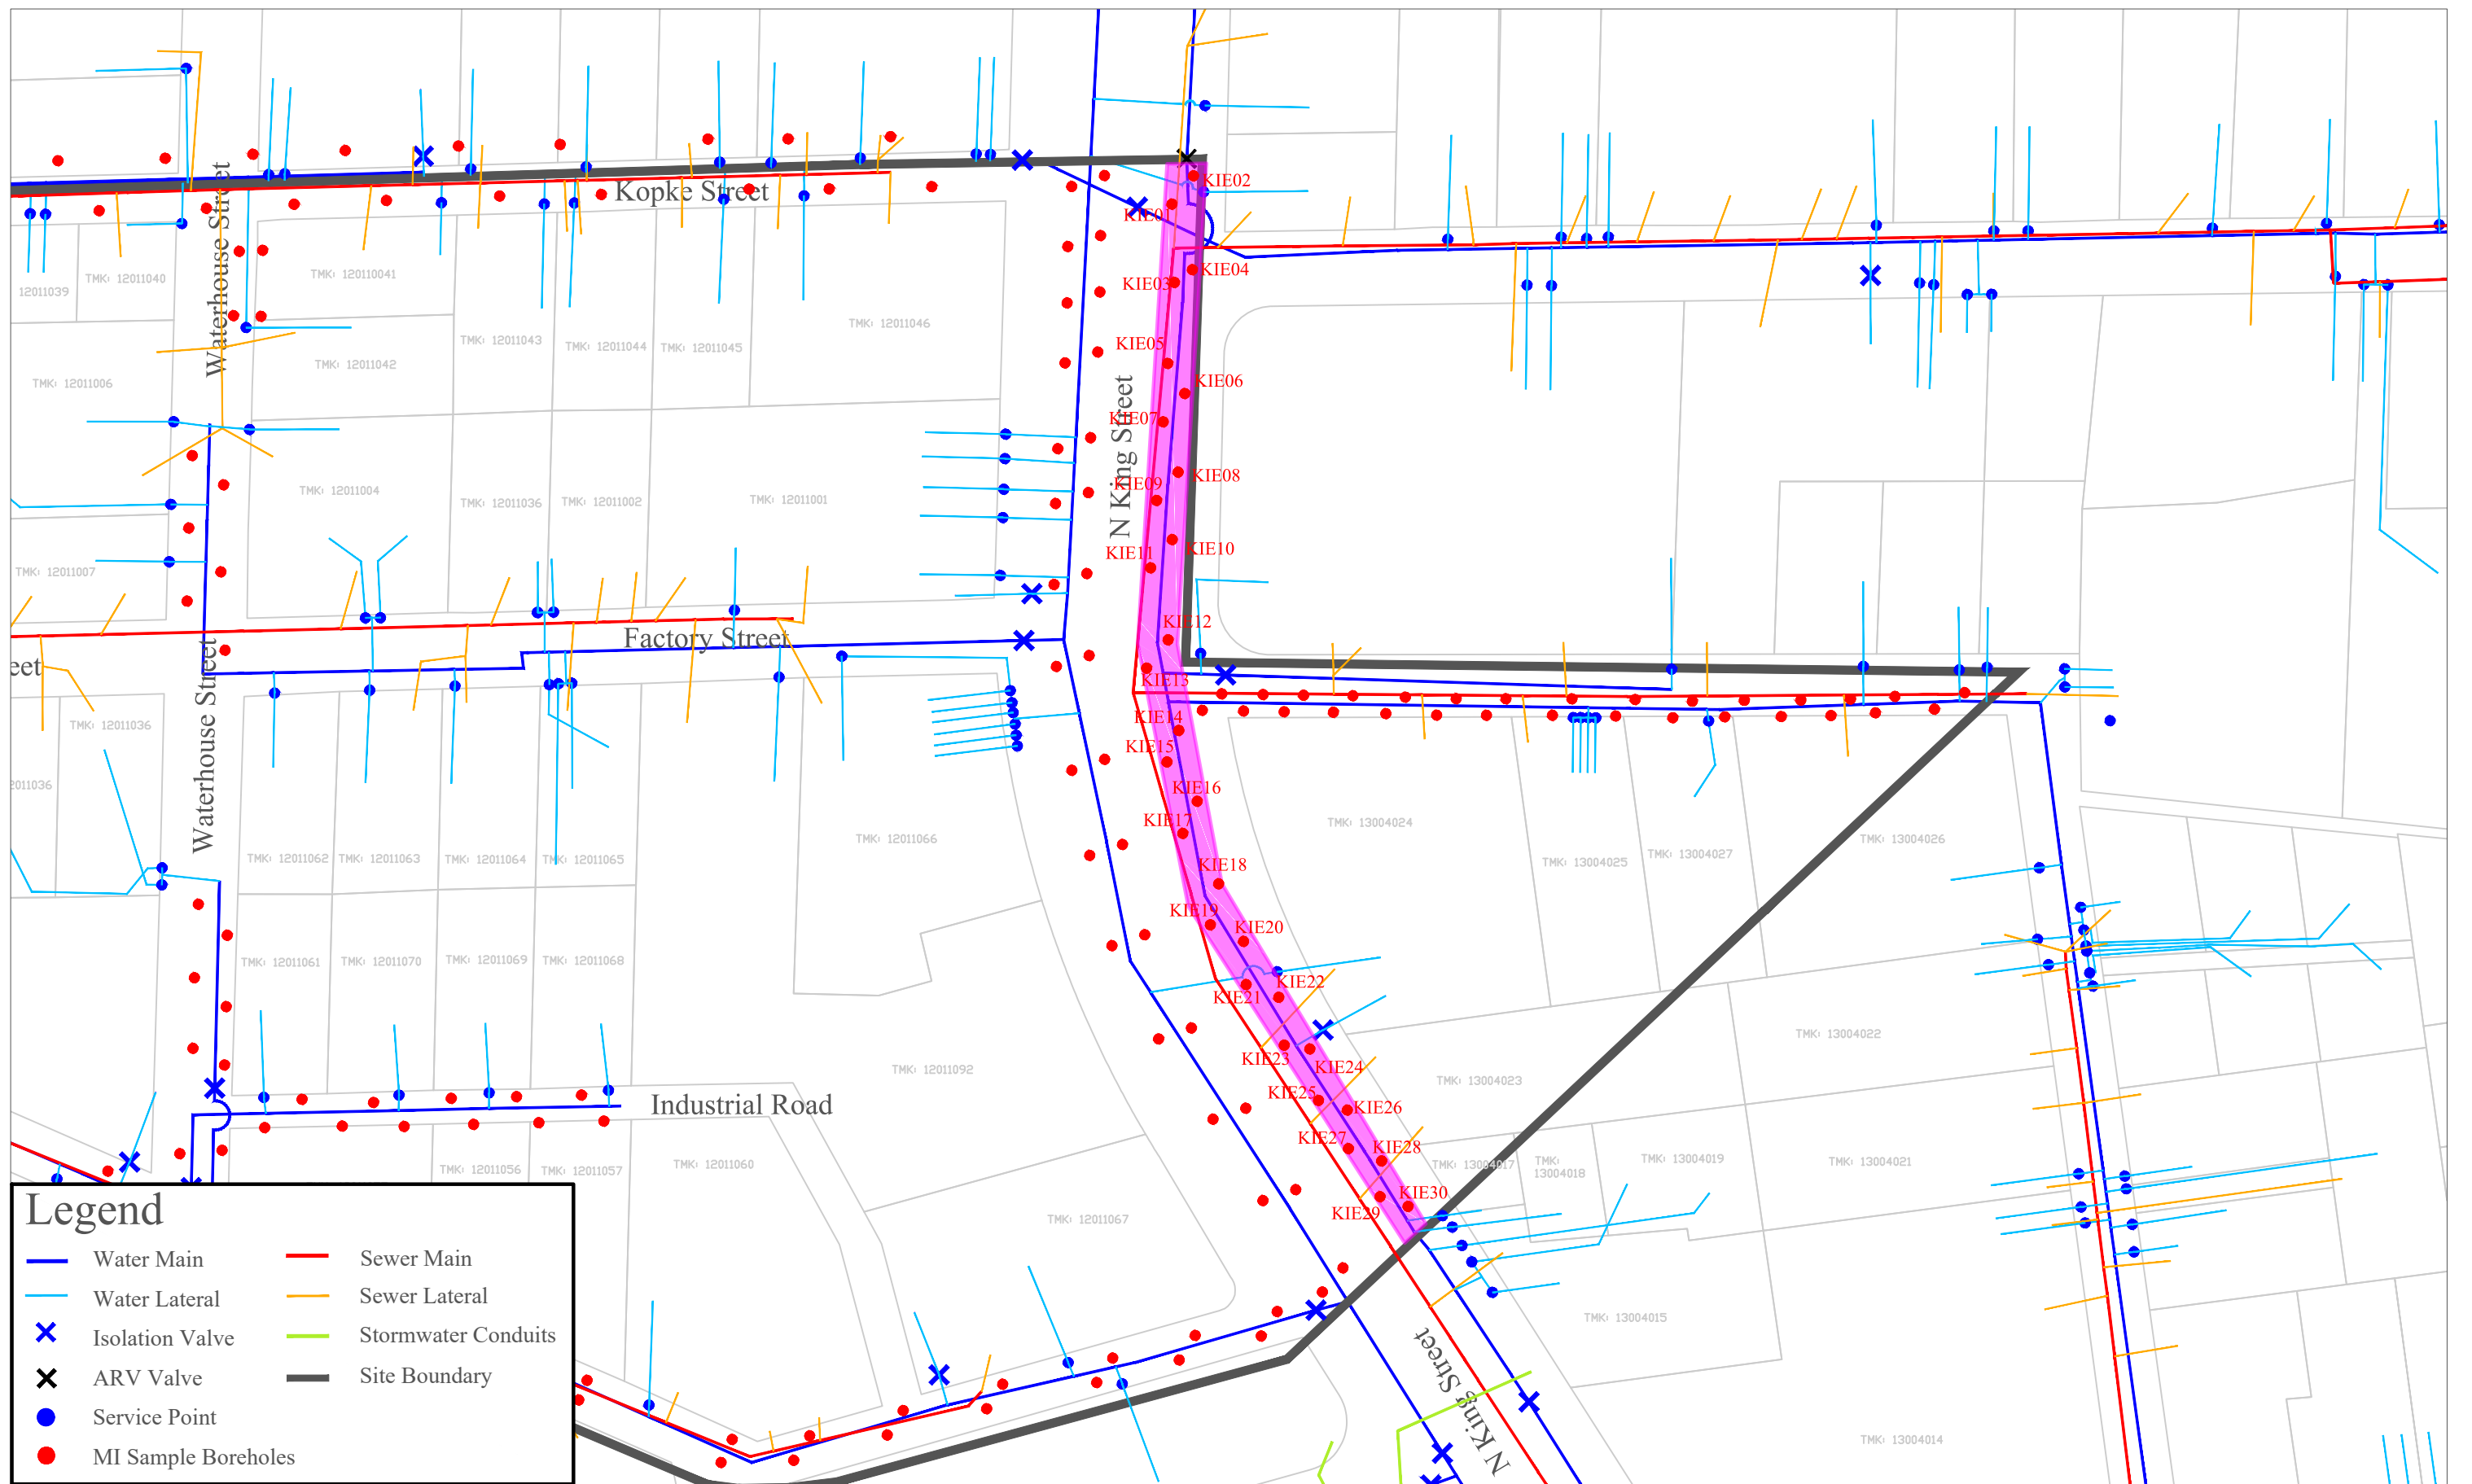 KIE02
Kopke Street
KIE01
Waterhouse Street
TMK: 12011040
TMK: 12011041
12011039
KIE04
KIE03
TMK: 12011046
TMK: 12011043
TMK: 12011044
TMK: 12011045
KIE05
TMK: 12011042
TMK: 12011006
KIE06
N King Street
KIE07
KIE08
KIE09
TMK: 12011004
TMK: 12011036
TMK: 12011002
TMK: 12011001
KIE10
KIE11
TMK: 12011007
KIE12
Factory Street
eet
Waterhouse Street
KIE13
KIE14
TMK: 12011036
KIE15
2011036
KIE16
KIE17
TMK: 13004024
TMK: 12011066
TMK: 13004026
TMK: 13004027
TMK: 13004025
TMK: 12011062
TMK: 12011063
TMK: 12011064
TMK: 12011065
KIE18
KIE19
KIE20
TMK: 12011061
TMK: 12011070
TMK: 12011069
TMK: 12011068
KIE22
KIE21
TMK: 13004022
KIE23
KIE24
TMK: 12011092
TMK: 13004023
KIE25
KIE26
Industrial Road
KIE27
KIE28
TMK: 12011056
TMK: 12011057
TMK: 12011060
TMK: 13004017
TMK:
13004018
TMK: 13004019
TMK: 13004021
KIE30
KIE29
TMK: 12011067
TMK: 13004015
N King Street
TMK: 13004014
Legend
Water Main
Sewer Main
Water Lateral
Sewer Lateral
Isolation Valve
Stormwater Conduits
ARV Valve
Site Boundary
Service Point
MI Sample Boreholes